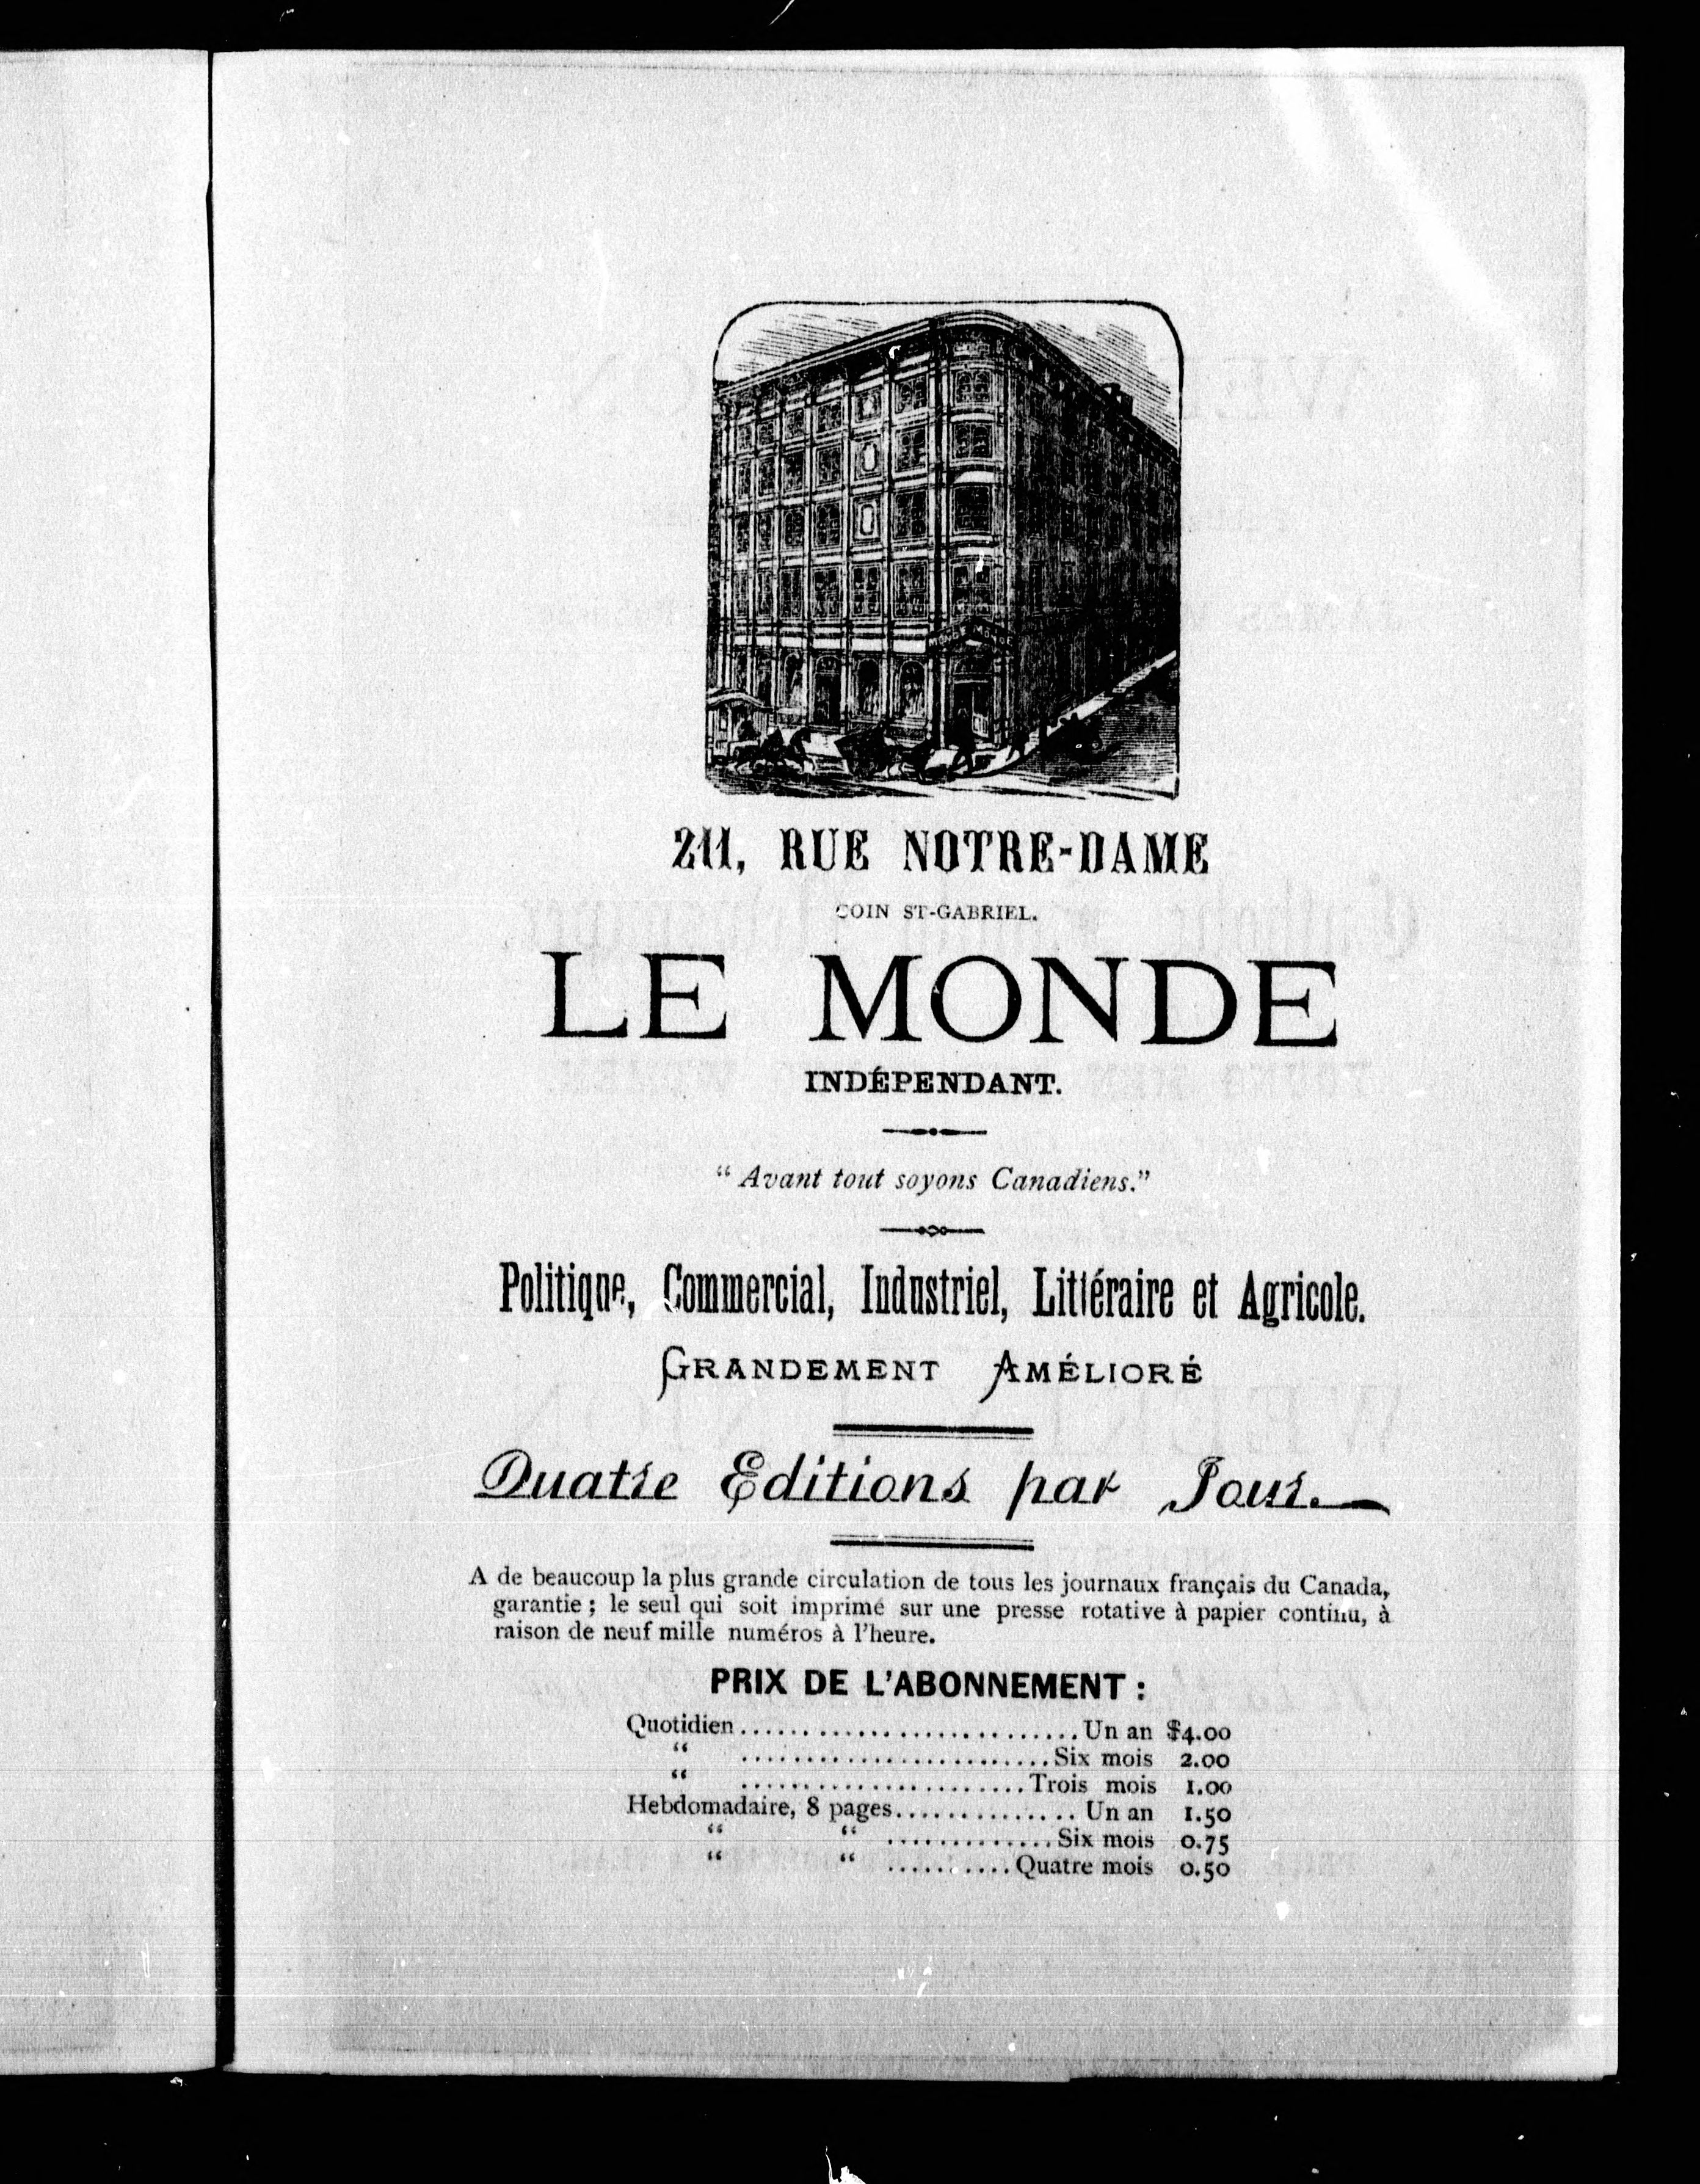 MONDE MONDE
211, RUE NOTRE-DAME
COIN ST-GABRIEL.
LE MONDE
INDÉPENDANT.
“ Avant tout soyons Canadiens.”
Politique, Commercial, Industriel, Littéraire et Agricole.
GRANDEMENT AMÉLIORÉ
Quatre Editions par Jour.
A de beaucoup la plus grande circulation de tous les journaux français du Canada,
garantie ; le seul qui soit imprimé sur une presse rotative à papier continu, à
raison de neuf mille numéros à l’heure.
PRIX DE L’ABONNEMENT :
Quotidien........................... Un an $4.00
“ ........................ Six mois 2.00
“ ...................... Trois mois 1.00
Hebdomadaire, 8 pages.............. Un an 1.50
“ “ ............. Six mois 0.75
“ “ .......... Quatre mois 0.50